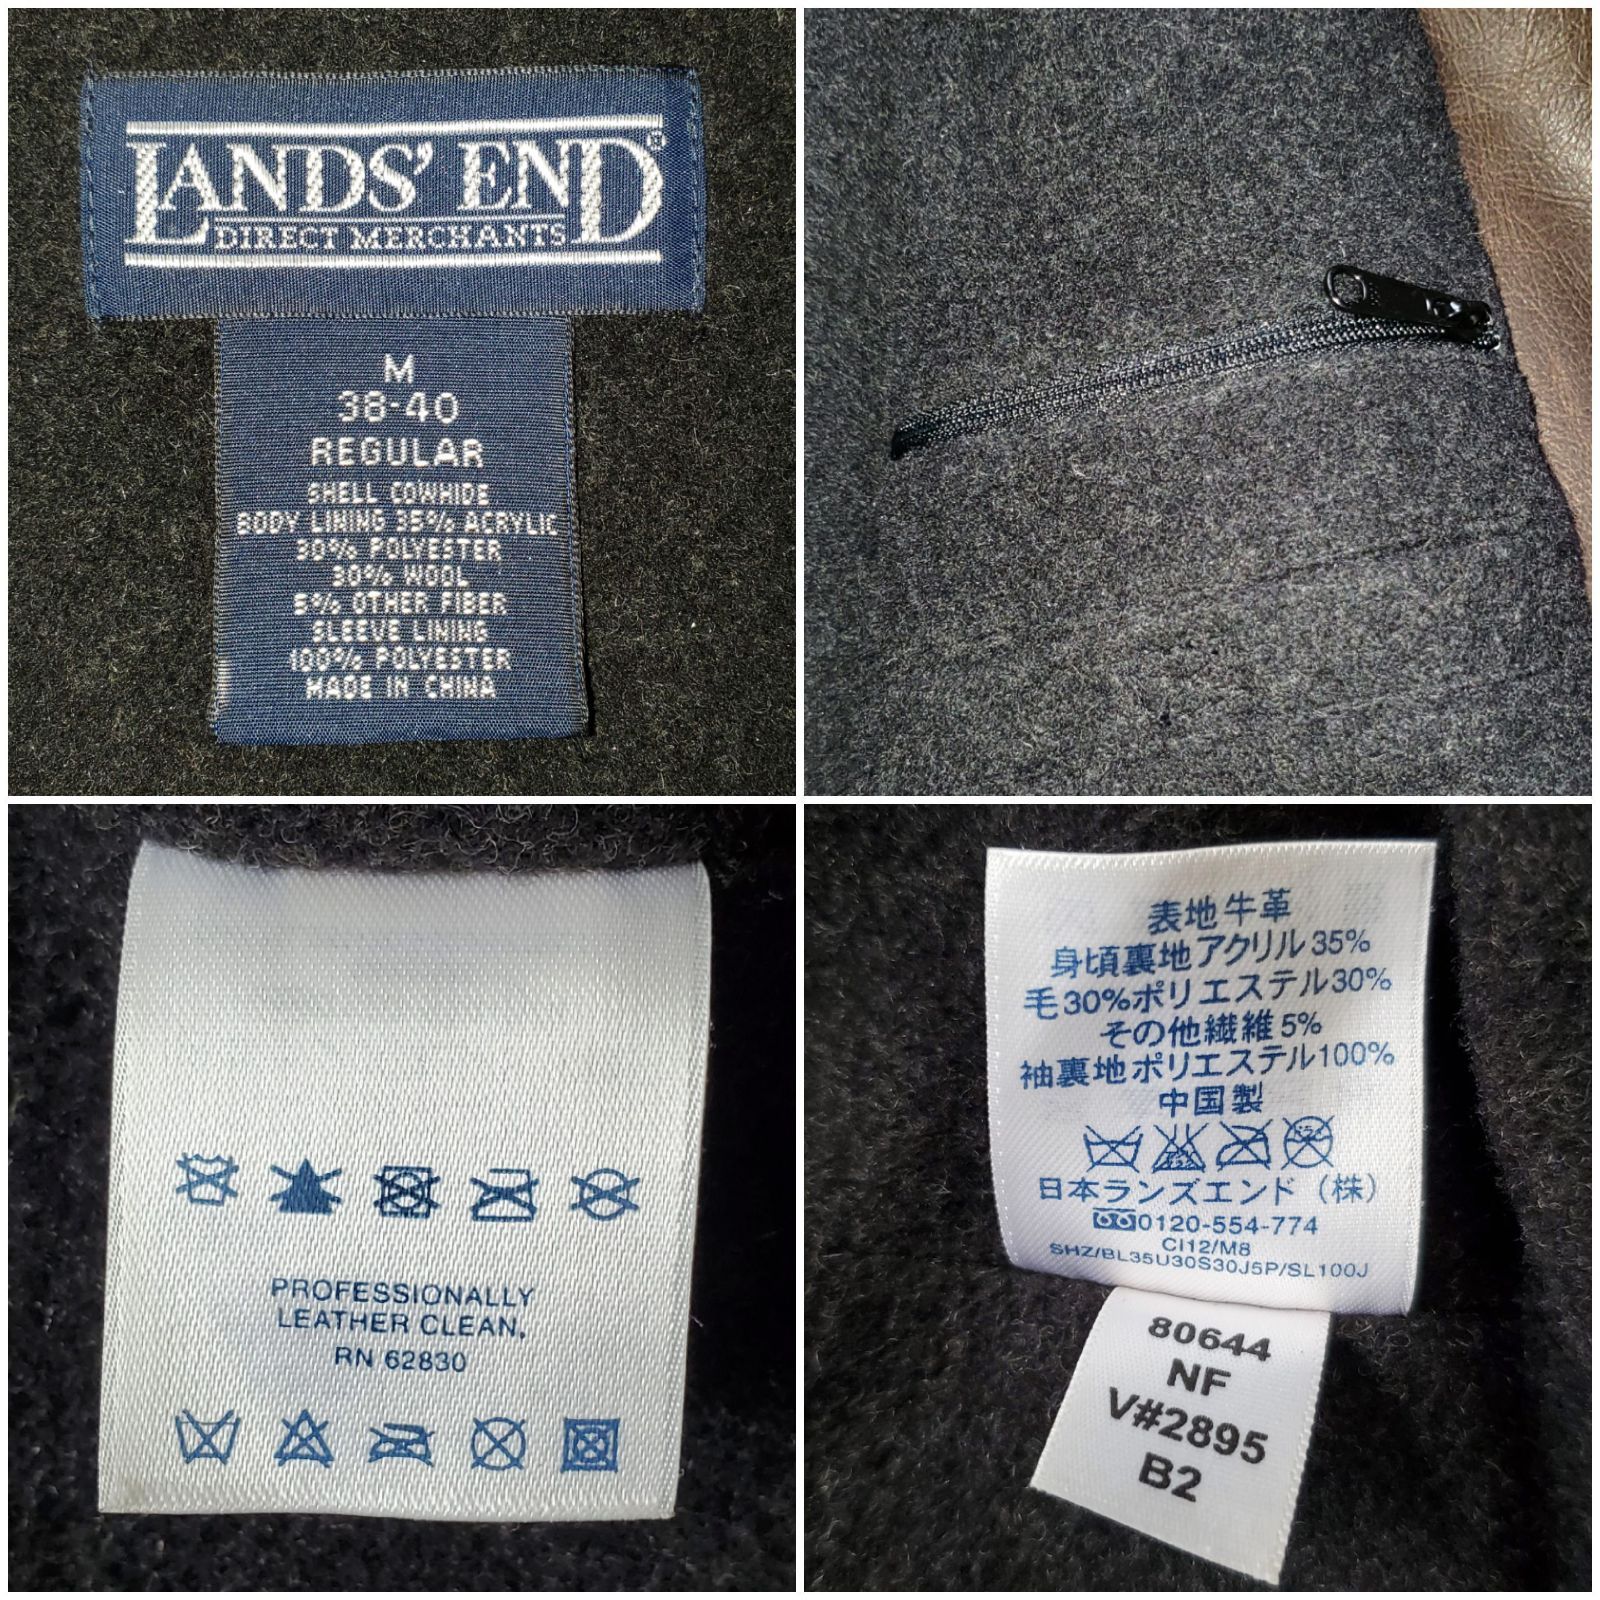 LANDS' END®
DIRECT MERCHANTS
M
38-40
REGULAR
SHELL COWHIDE
BODY LINING 35% ACRYLIC
30% POLYESTER
30% WOOL
5% OTHER FIBER
SLEEVE LINING
100% POLYESTER
MADE IN CHINA
PROFESSIONALLY
LEATHER CLEAN.
RN 62830
表地牛革
身頃裏地アクリル35%
毛30%ポリエステル30%
その他繊維5%
袖裏地ポリエステル100%
中国製
日本ランズエンド(株)
0120-554-774
CI12/M8
SHZ/BL35U30S30J5P/SL100J
80644
NF
V#2895
B2